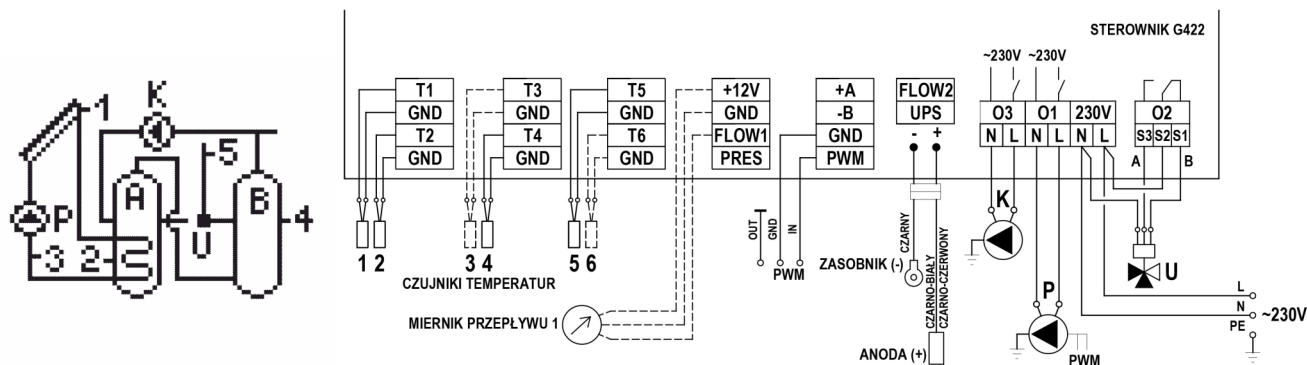 STEROWNIK G422
~230V ~230V
T1 T3 T5 +12V +A FLOW2
GND GND GND GND -B UPS
T2 T4 T6 FLOW1 GND
GND GND GND PRES PWM
O3 O1 230V O2
N L N L N L S3 S2 S1
- +
A B
K
1
5
A B
P 4
U
3 2
K
OUT GND IN
PWM
CZARNY
ZASOBNIK (-)
CZARNO-BIAŁY
CZARNO-CZERWONY
1 2 3 4 5 6
CZUJNIKI TEMPERATUR
U
P
MIERNIK PRZEPŁYWU 1
L
N ~230V
PE
ANODA (+)
PWM